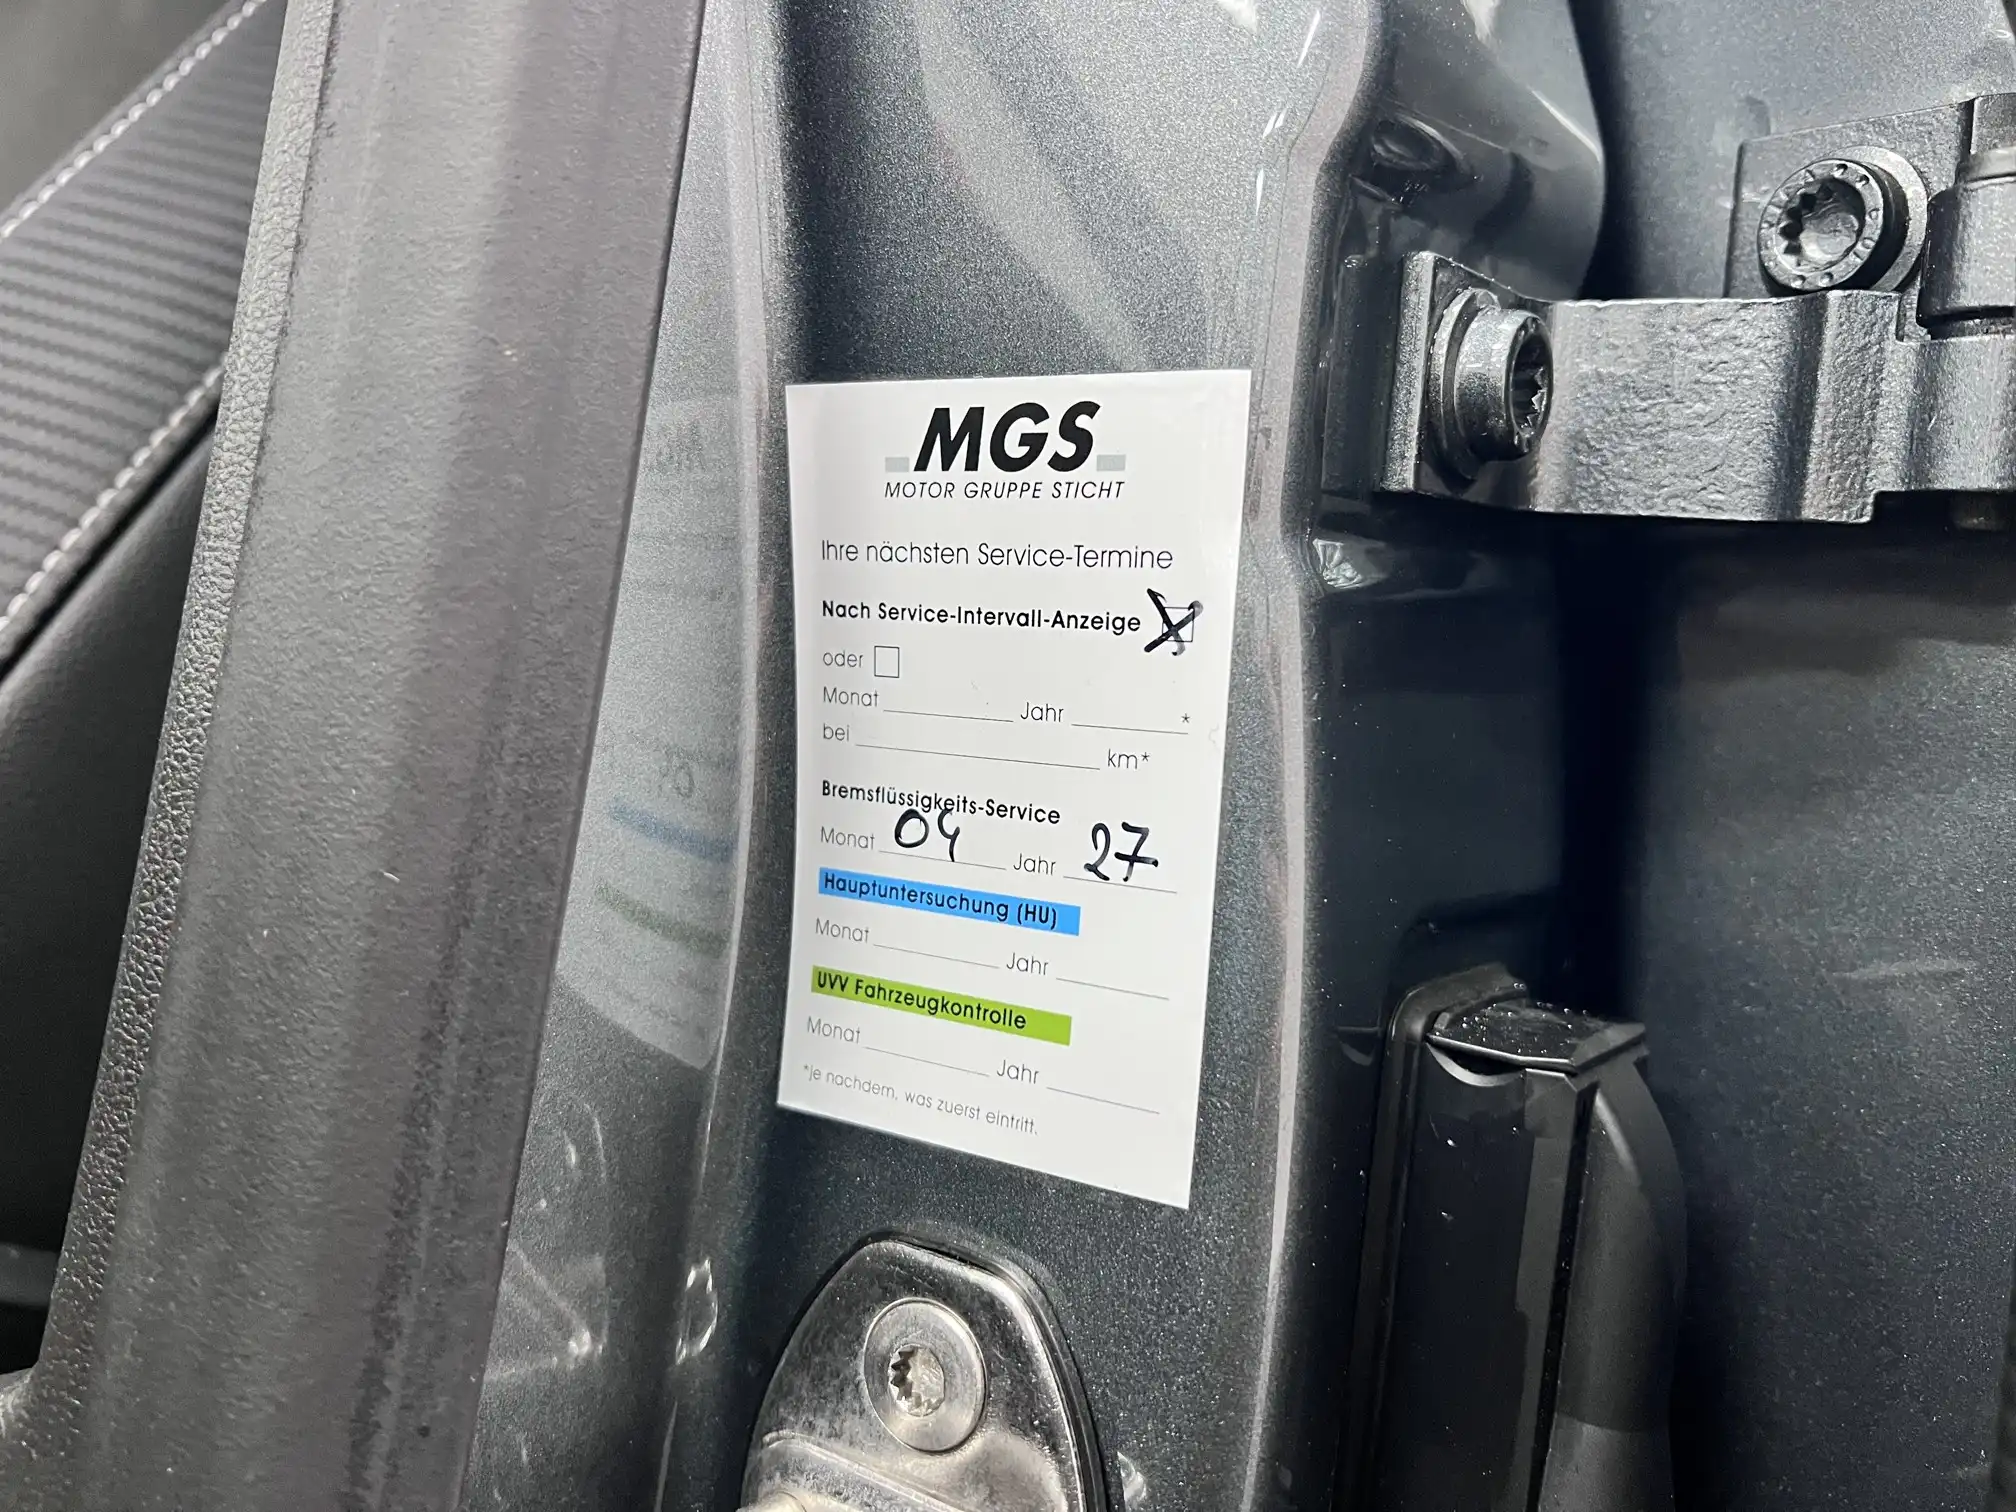 MGS
MOTOR GRUPPE STICHT
Ihre nächsten Service-Termine
Nach Service-Intervall-Anzeige
oder
Monat Jahr *
bei km*
Bremsflüssigkeits-Service
Monat 04 Jahr 27
Hauptuntersuchung (HU)
Monat Jahr
UVV Fahrzeugkontrolle
Monat Jahr
*je nachdem, was zuerst eintritt.